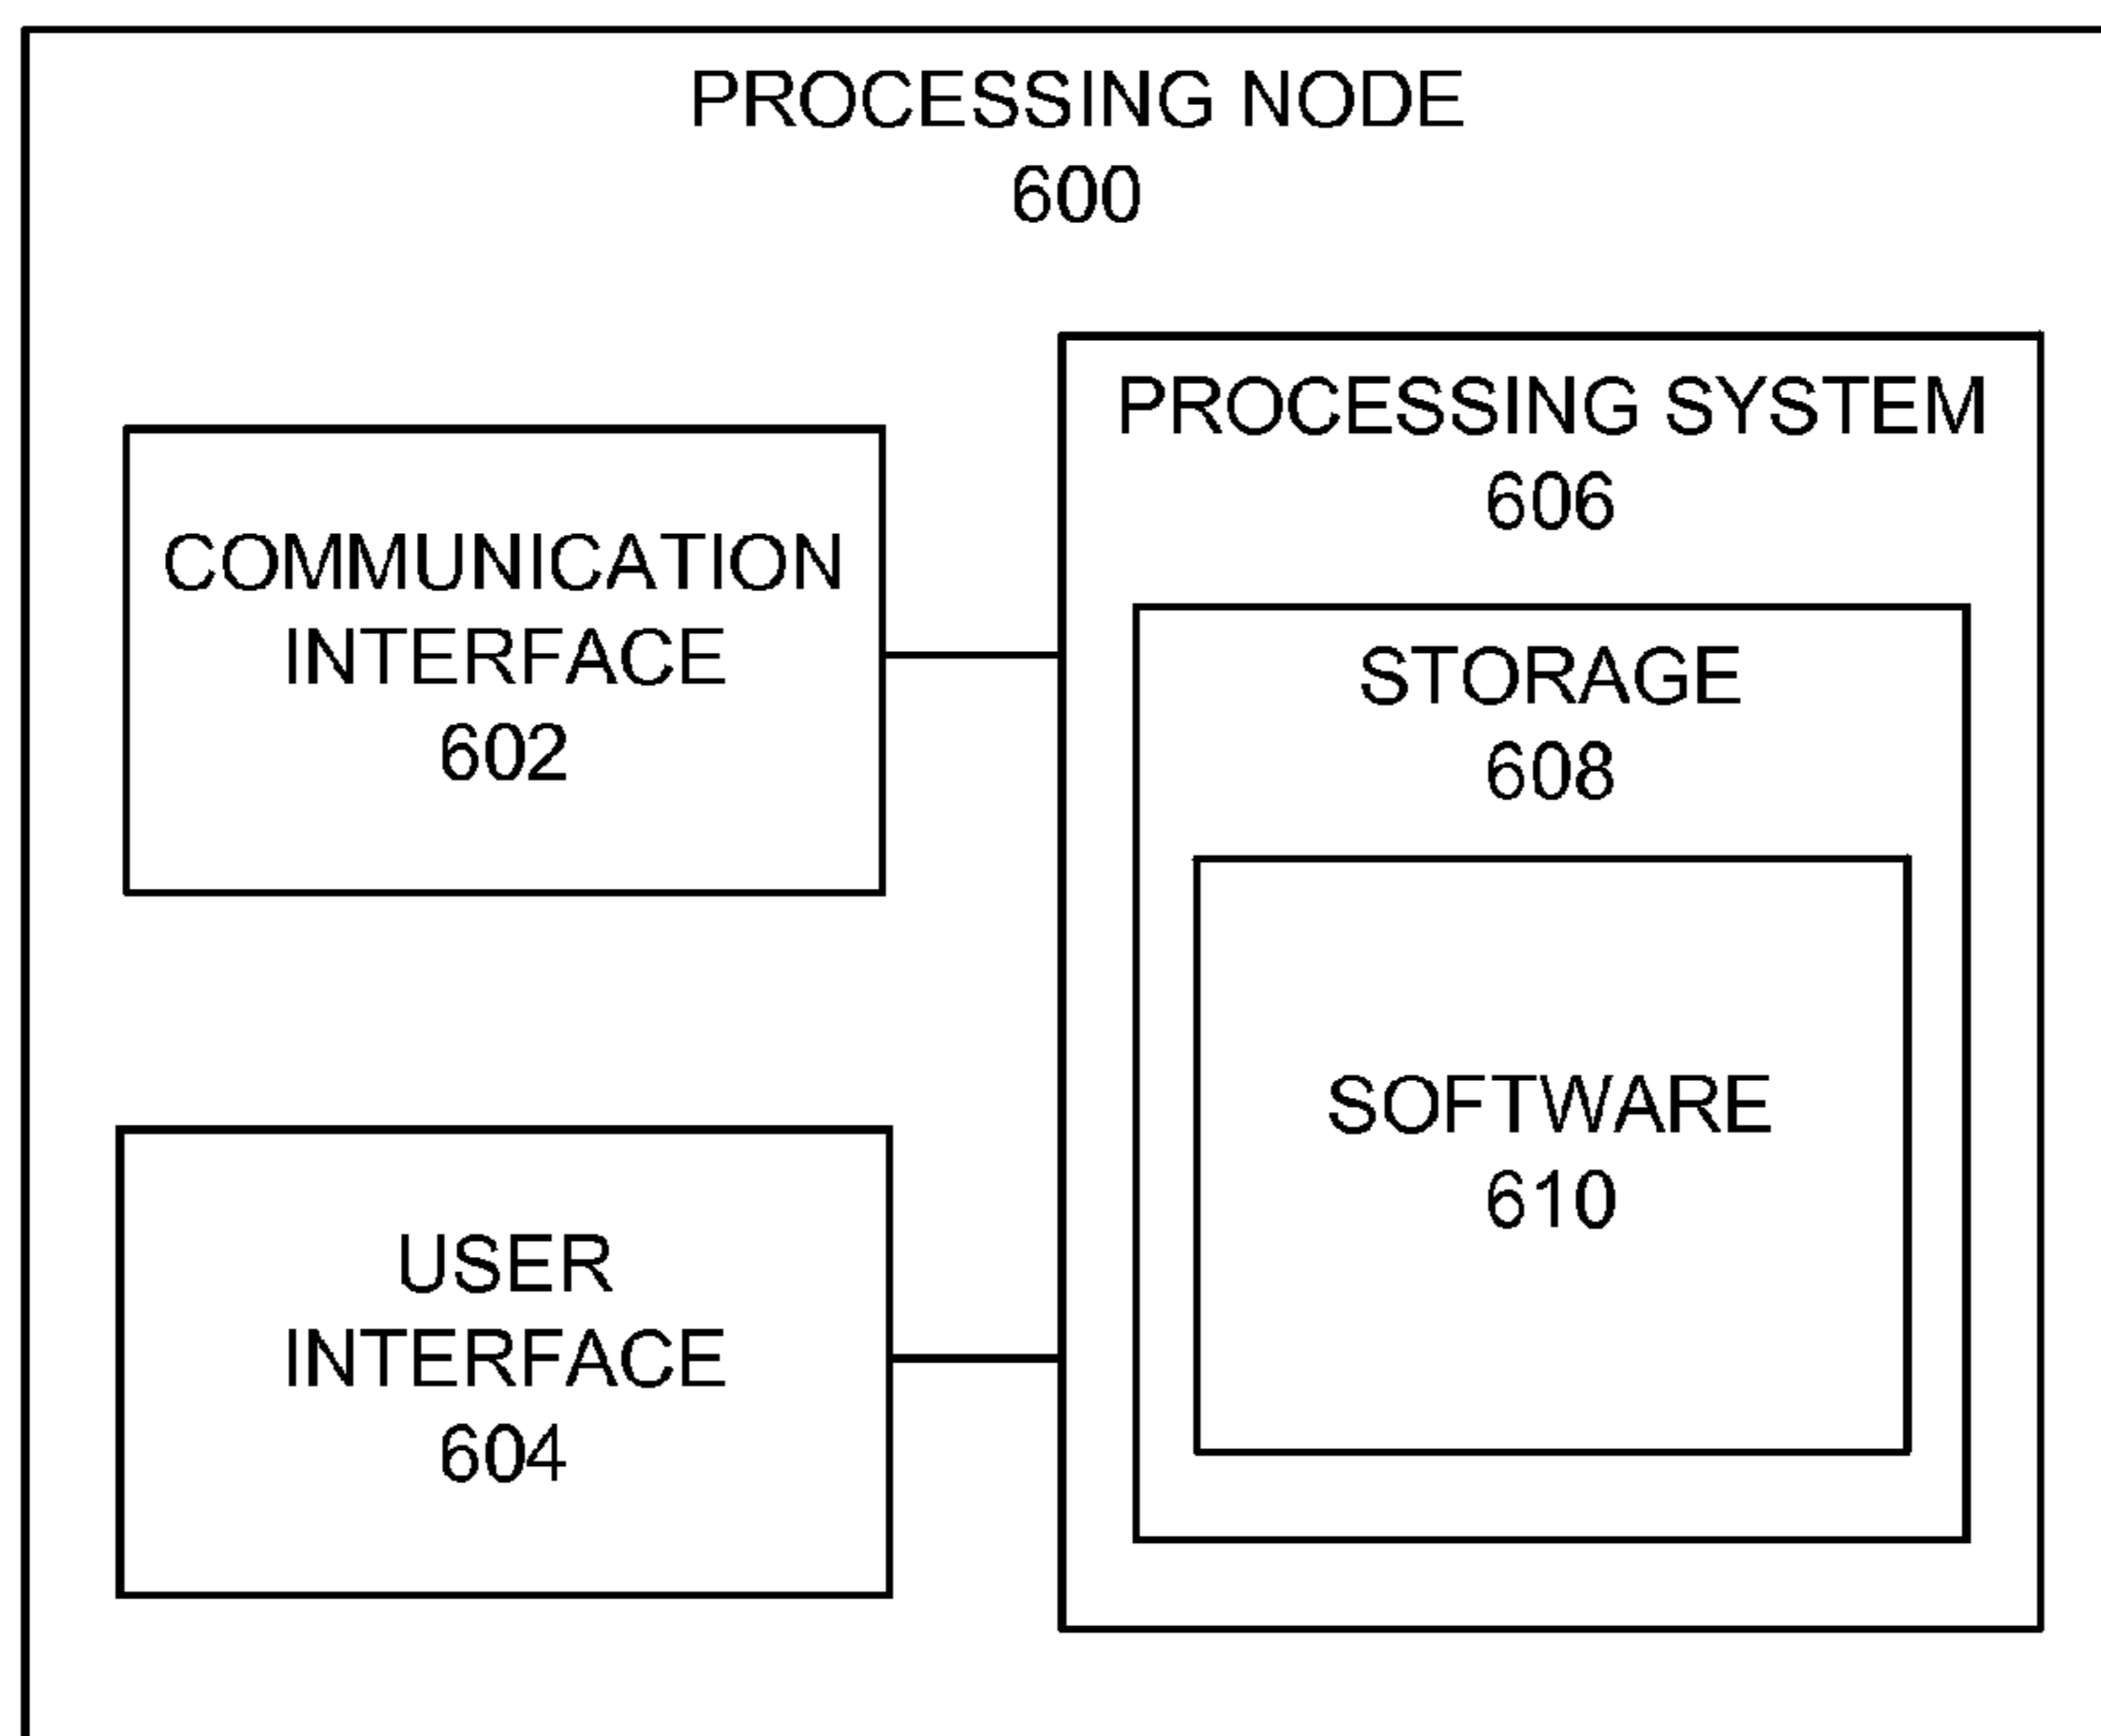 PROCESSING NODE
600
PROCESSING SYSTEM
606
COMMUNICATION
INTERFACE
602
STORAGE
608
SOFTWARE
610
USER
INTERFACE
604